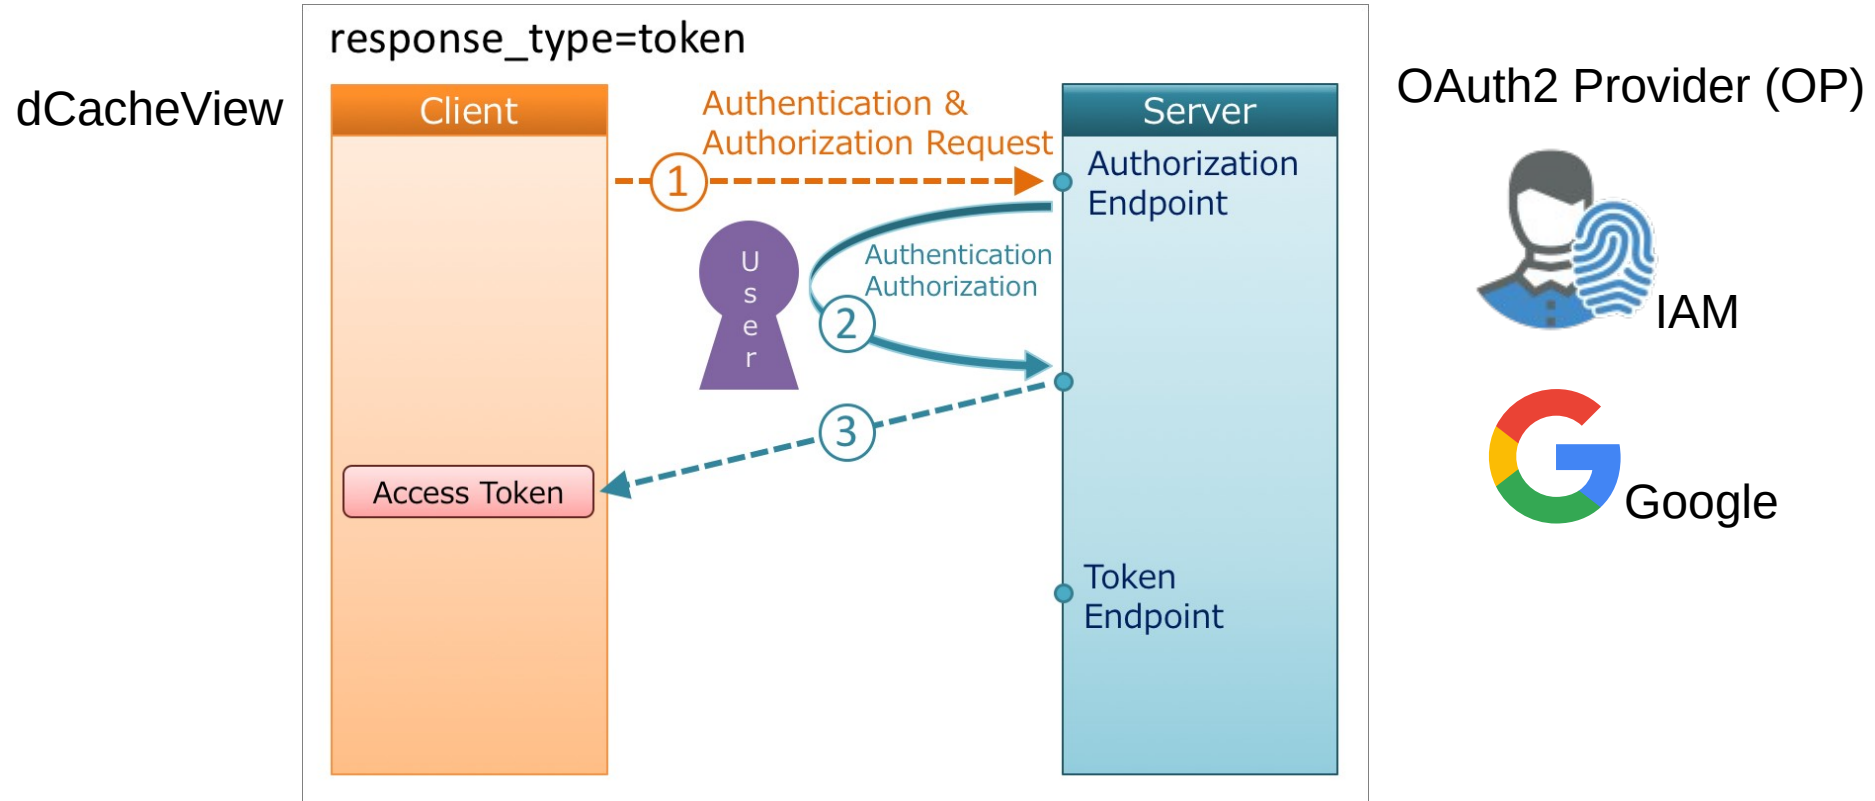 response_type=token
dCacheView
Client
Authentication &
Authorization Request
Server
OAuth2 Provider (OP)
1
Authorization
Endpoint
User
Authentication
Authorization
2
IAM
3
Access Token
Google
Token
Endpoint